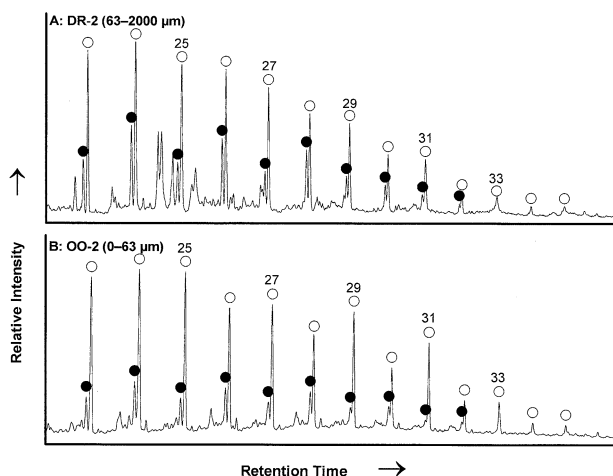 A: DR-2 (63–2000 µm)
25
27
29
31
33
B: OO-2 (0–63 µm)
25
27
29
31
33
Relative Intensity →
Retention Time →